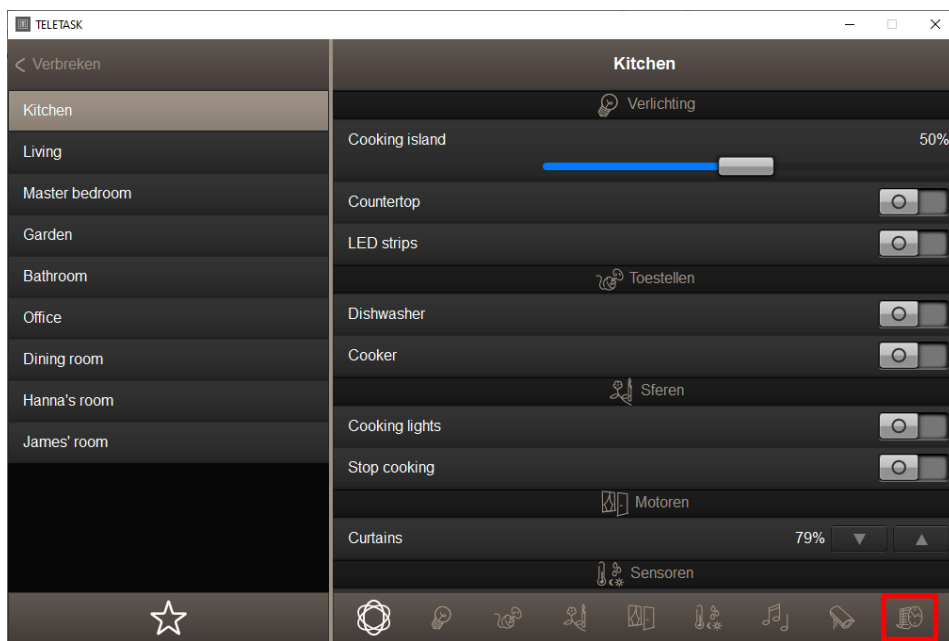 TELETASK
Verbreken
Kitchen
Living
Master bedroom
Garden
Bathroom
Office
Dining room
Hanna's room
James' room
Kitchen
Verlichting
Cooking island 50%
Countertop
LED strips
Toestellen
Dishwasher
Cooker
Sferen
Cooking lights
Stop cooking
Motoren
Curtains 79%
Sensoren